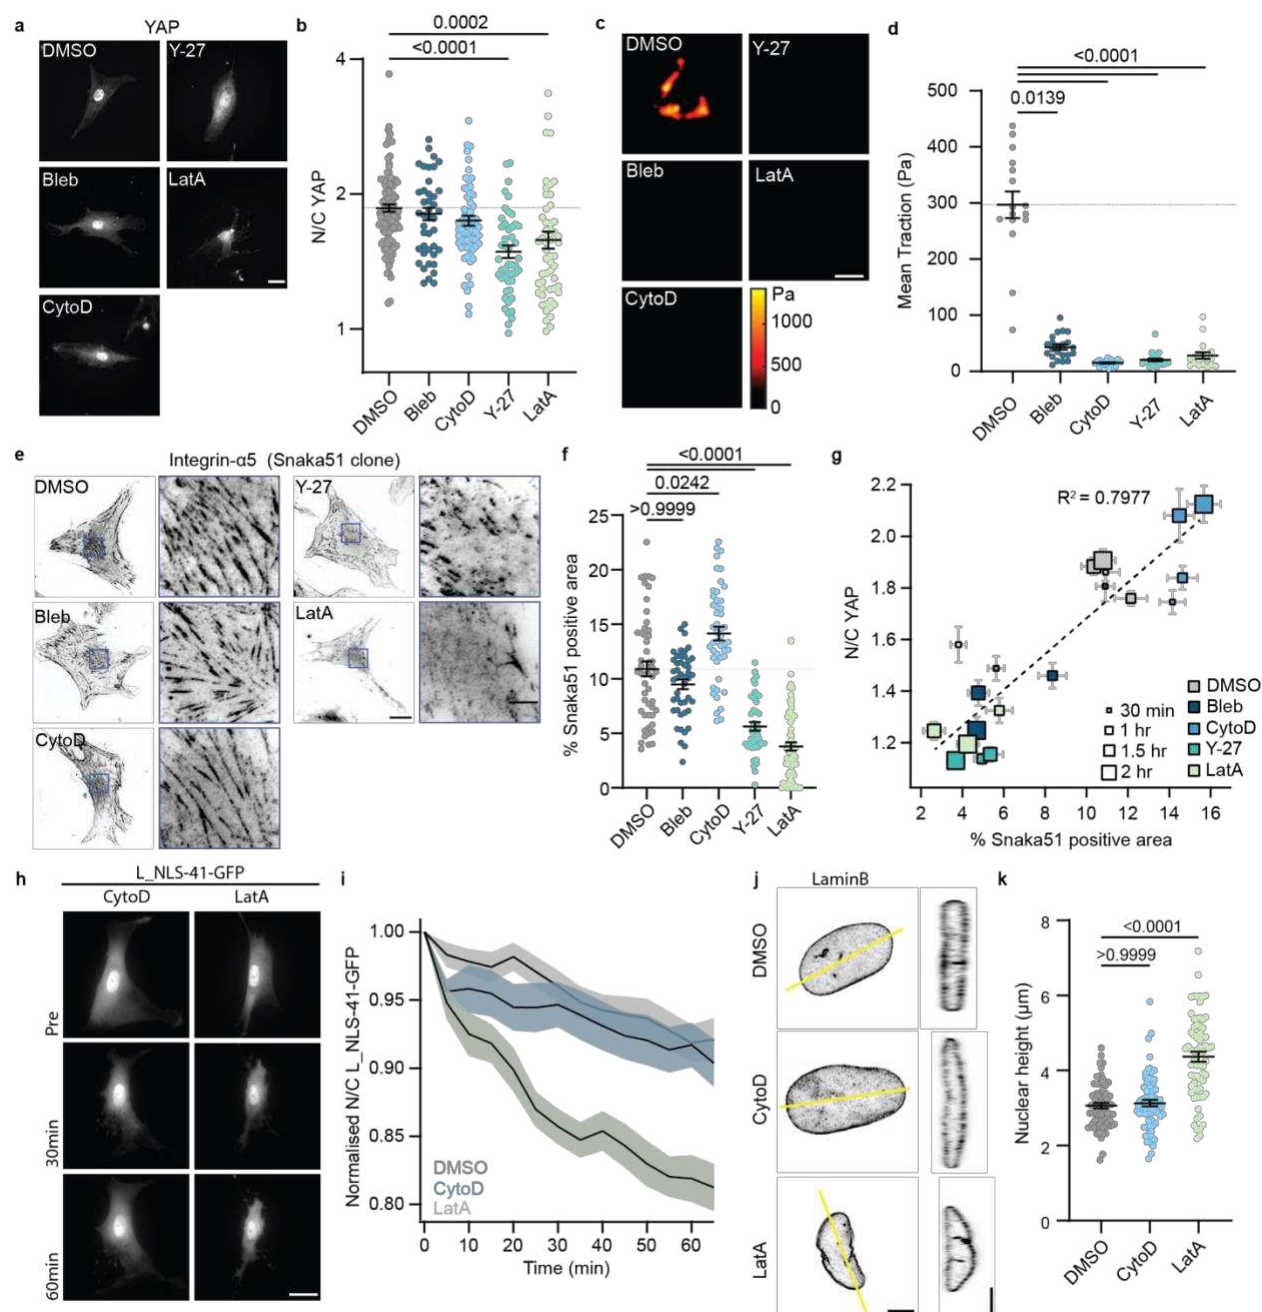 a
YAP
DMSO
Y-27
Bleb
LatA
CytoD
b
0.0002
<0.0001
4
2
1
N/C YAP
DMSO
Bleb
CytoD
Y-27
LatA
c
DMSO
Y-27
Bleb
LatA
CytoD
Pa
1000
500
0
d
<0.0001
0.0139
500
400
300
200
100
0
Mean Traction (Pa)
DMSO
Bleb
CytoD
Y-27
LatA
e
Integrin-α5 (Snaka51 clone)
DMSO
Y-27
Bleb
LatA
CytoD
f
<0.0001
0.0242
>0.9999
25
20
15
10
5
0
% Snaka51 positive area
DMSO
Bleb
CytoD
Y-27
LatA
g
R² = 0.7977
2.2
2.0
1.8
1.6
1.4
1.2
N/C YAP
30 min
1 hr
1.5 hr
2 hr
DMSO
Bleb
CytoD
Y-27
LatA
2 4 6 8 10 12 14 16
% Snaka51 positive area
h
L_NLS-41-GFP
CytoD LatA
Pre
30min
60min
i
1.00
0.95
0.90
0.85
0.80
Normalised N/C L_NLS-41-GFP
DMSO
CytoD
LatA
0 10 20 30 40 50 60
Time (min)
j
LaminB
DMSO
CytoD
LatA
k
<0.0001
>0.9999
8
6
4
2
0
Nuclear height (μm)
DMSO
CytoD
LatA